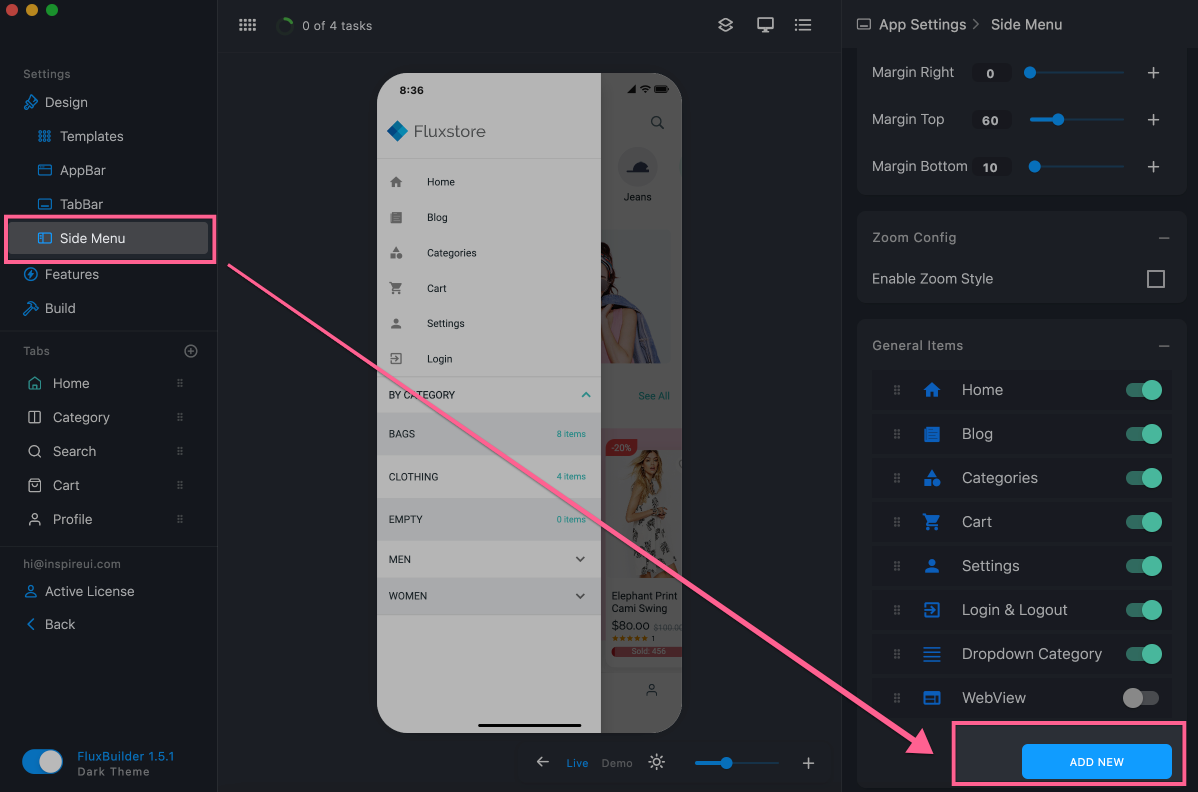 Settings
Design
Templates
AppBar
TabBar
Side Menu
Features
Build
Tabs
Home
Category
Search
Cart
Profile
hi@inspireui.com
Active License
Back
FluxBuilder 1.5.1
Dark Theme
0 of 4 tasks
8:36
Fluxstore
Home
Blog
Categories
Cart
Settings
Login
BY CATEGORY
BAGS 8 items
CLOTHING 4 items
EMPTY 0 items
MEN
WOMEN
Jeans
See All
-20%
Elephant Print
Cami Swing
$80.00 $100.00
1
Sold: 456
Live Demo
App Settings > Side Menu
Margin Right 0
Margin Top 60
Margin Bottom 10
Zoom Config
Enable Zoom Style
General Items
Home
Blog
Categories
Cart
Settings
Login & Logout
Dropdown Category
WebView
ADD NEW